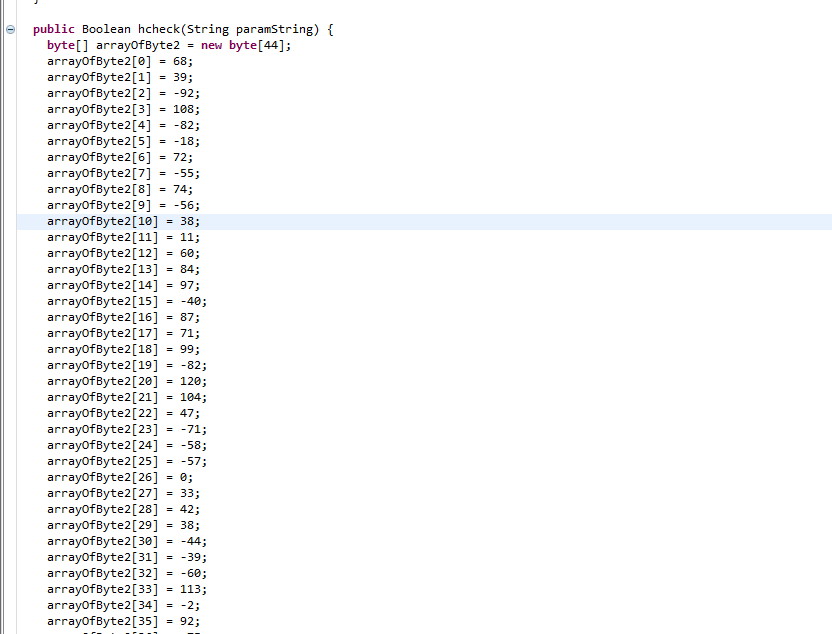 public Boolean hcheck(String paramString) {
byte[] arrayOfByte2 = new byte[44];
arrayOfByte2[0] = 68;
arrayOfByte2[1] = 39;
arrayOfByte2[2] = -92;
arrayOfByte2[3] = 108;
arrayOfByte2[4] = -82;
arrayOfByte2[5] = -18;
arrayOfByte2[6] = 72;
arrayOfByte2[7] = -55;
arrayOfByte2[8] = 74;
arrayOfByte2[9] = -56;
arrayOfByte2[10] = 38;
arrayOfByte2[11] = 11;
arrayOfByte2[12] = 60;
arrayOfByte2[13] = 84;
arrayOfByte2[14] = 97;
arrayOfByte2[15] = -40;
arrayOfByte2[16] = 87;
arrayOfByte2[17] = 71;
arrayOfByte2[18] = 99;
arrayOfByte2[19] = -82;
arrayOfByte2[20] = 120;
arrayOfByte2[21] = 104;
arrayOfByte2[22] = 47;
arrayOfByte2[23] = -71;
arrayOfByte2[24] = -58;
arrayOfByte2[25] = -57;
arrayOfByte2[26] = 0;
arrayOfByte2[27] = 33;
arrayOfByte2[28] = 42;
arrayOfByte2[29] = 38;
arrayOfByte2[30] = -44;
arrayOfByte2[31] = -39;
arrayOfByte2[32] = -60;
arrayOfByte2[33] = 113;
arrayOfByte2[34] = -2;
arrayOfByte2[35] = 92;